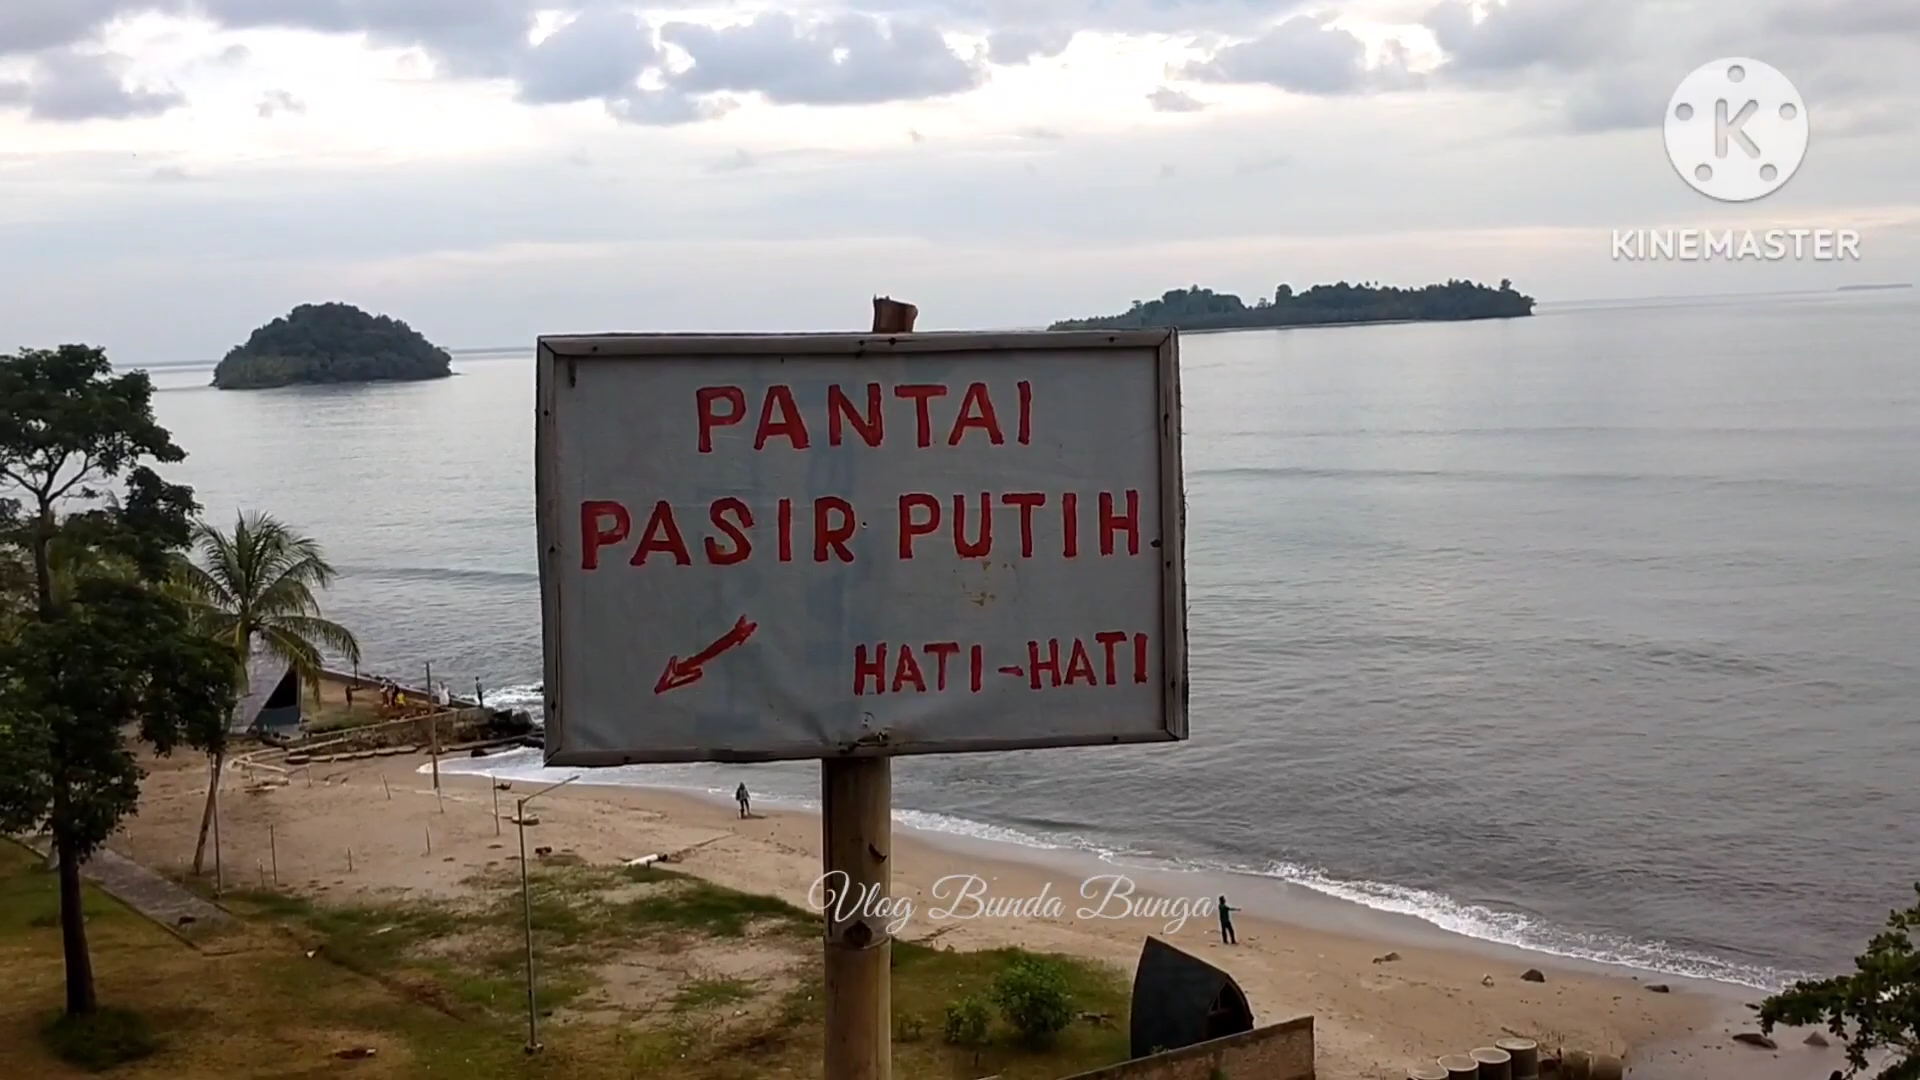 K
KINEMASTER
PANTAI
PASIR PUTIH
HATI-HATI
Vlog Bunda Bunga